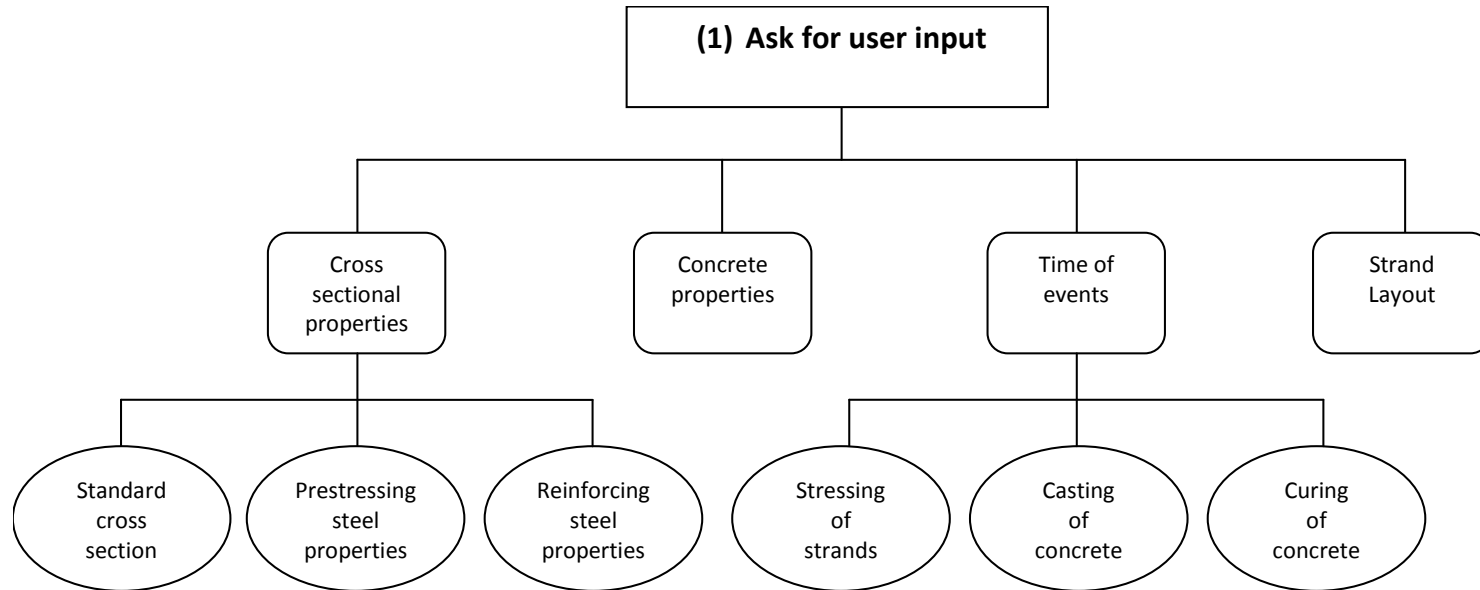 (1) Ask for user input
Cross
sectional
properties
Concrete
properties
Time of
events
Strand
Layout
Standard
cross
section
Prestressing
steel
properties
Reinforcing
steel
properties
Stressing
of
strands
Casting
of
concrete
Curing
of
concrete